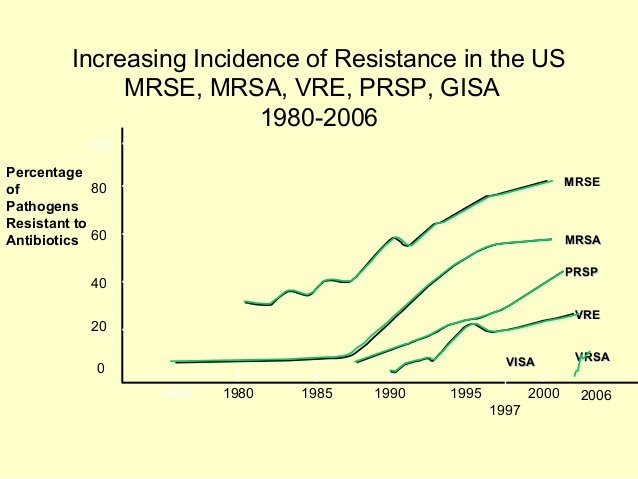 Increasing Incidence of Resistance in the US
MRSE, MRSA, VRE, PRSP, GISA
1980-2006
100
Percentage
of
Pathogens
Resistant to
Antibiotics
80
60
40
20
0
MRSE
MRSA
PRSP
VRE
VISA
VRSA
1975
1980
1985
1990
1995
2000
2006
1997